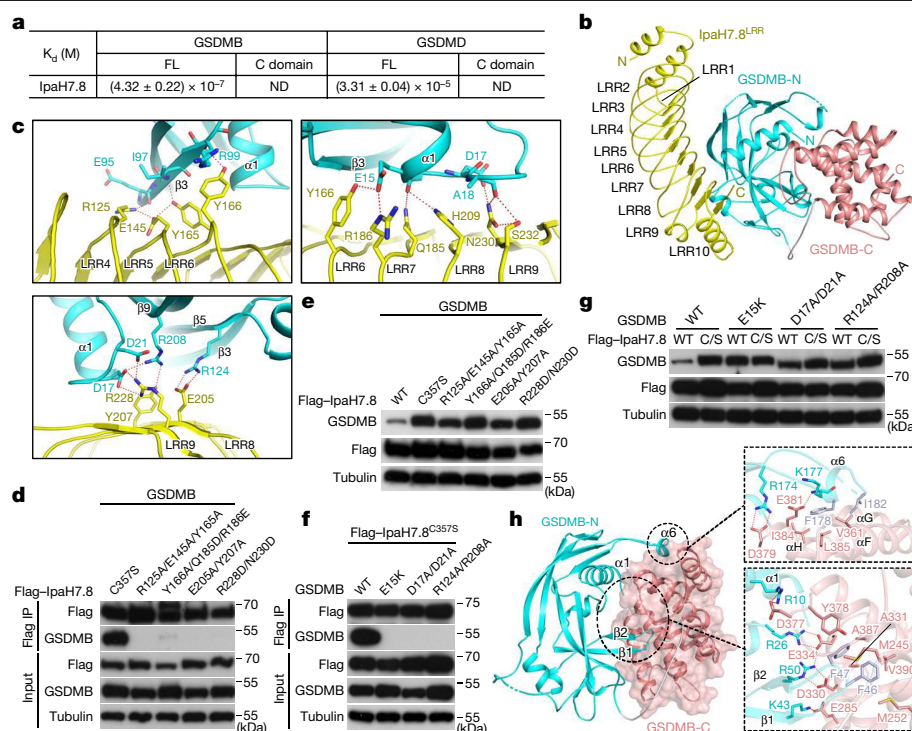 a
K_d (M) GSDMB GSDMD
FL C domain FL C domain
IpaH7.8 (4.32 ± 0.22) × 10⁻⁷ ND (3.31 ± 0.04) × 10⁻⁵ ND
b
IpaH7.8^LRR
N
LRR1
LRR2
LRR3
LRR4
LRR5
LRR6
LRR7
LRR8
LRR9
LRR10
GSDMB-N
N
C
C
GSDMB-C
c
E95 I97 R99 α1
β3
R125
E145 Y165 Y166
LRR4 LRR5 LRR6
β3 α1 D17
E15 A18
Y166
R186 Q185 H209 N230 S232
LRR6 LRR7 LRR8 LRR9
β9
α1 D21 R208 β5
β3
D17 R124
R228 E205
Y207
LRR9 LRR8
d
GSDMB
Flag–IpaH7.8 C357S R125A/E145A/Y165A Y166A/Q185D/R186E E205A/Y207A R228D/N230D
Flag IP
Flag 70
GSDMB 55
Input
Flag 70
GSDMB 55
Tubulin 55
(kDa)
e
GSDMB
Flag–IpaH7.8 WT C357S R125A/E145A/Y165A Y166A/Q185D/R186E E205A/Y207A R228D/N230D
GSDMB 55
Flag 70
Tubulin 55
(kDa)
f
Flag–IpaH7.8^C357S
GSDMB WT E15K D17A/D21A R124A/R208A
Flag IP
Flag 75
GSDMB 55
Input
Flag 70
GSDMB 55
Tubulin 55
(kDa)
g
GSDMB WT E15K D17A/D21A R124A/R208A
Flag–IpaH7.8 WT C/S WT C/S WT C/S WT C/S
GSDMB 55
Flag 70
Tubulin 55
(kDa)
h
GSDMB-N
α6
α1
β2
β1
GSDMB-C
K177 α6
R174
E381 I182
F178 αG
I384 V361
αH αF
D379 L385
α1
R10 Y378 A331
D377 A387
R26 M245
E334
R50 F47 V390
β2 F46
D330
K43 E285
β1 M252